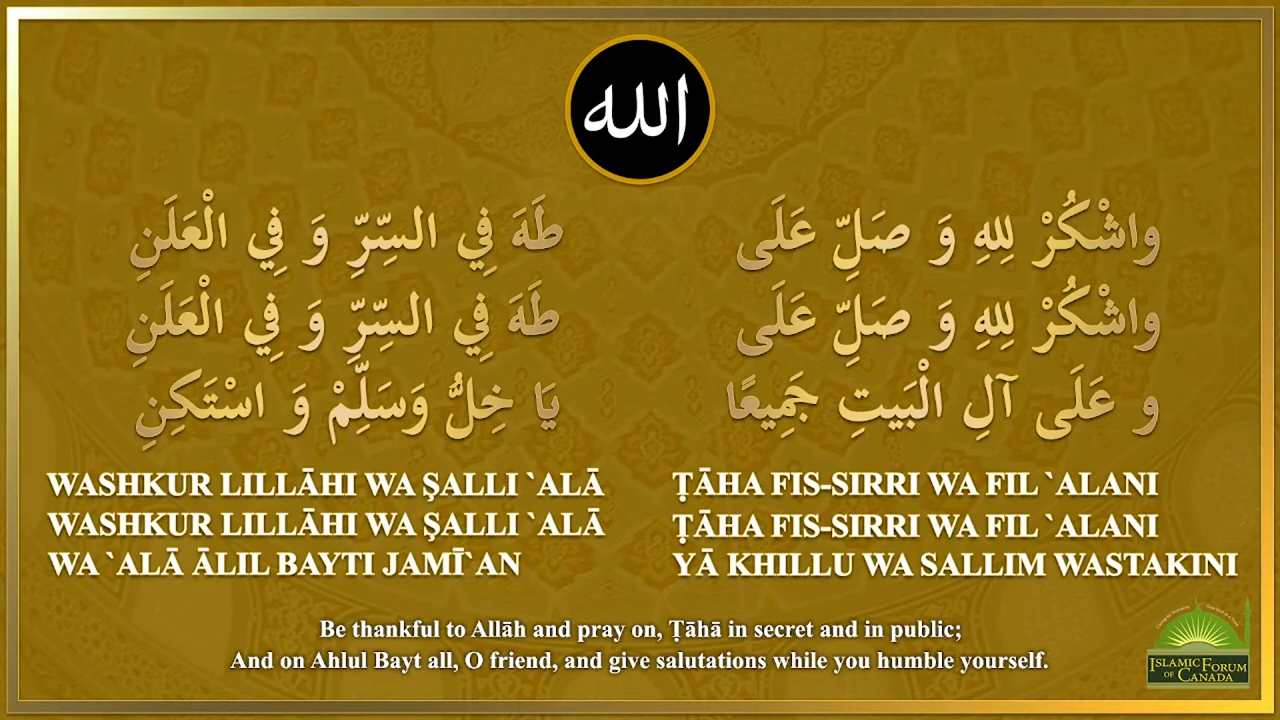 الله
واشْكُرْ لِلهِ وَ صَلِّ عَلَى طَهَ فِي السِّرِّ وَ فِي الْعَلَنِ
واشْكُرْ لِلهِ وَ صَلِّ عَلَى طَهَ فِي السِّرِّ وَ فِي الْعَلَنِ
و عَلَى آلِ الْبَيتِ جَمِيعًا يَا خِلُّ وَسَلِّمْ وَ اسْتَكِنِ
WASHKUR LILLĀHI WA ŞALLI `ALĀ ṬĀHA FIS-SIRRI WA FIL `ALANI
WASHKUR LILLĀHI WA ŞALLI `ALĀ ṬĀHA FIS-SIRRI WA FIL `ALANI
WA `ALĀ ĀLIL BAYTI JAMĪ`AN YĀ KHILLU WA SALLIM WASTAKINI
Be thankful to Allāh and pray on, Ṭāhā in secret and in public;
And on Ahlul Bayt all, O friend, and give salutations while you humble yourself.
ISLAMIC FORUM
OF CANADA